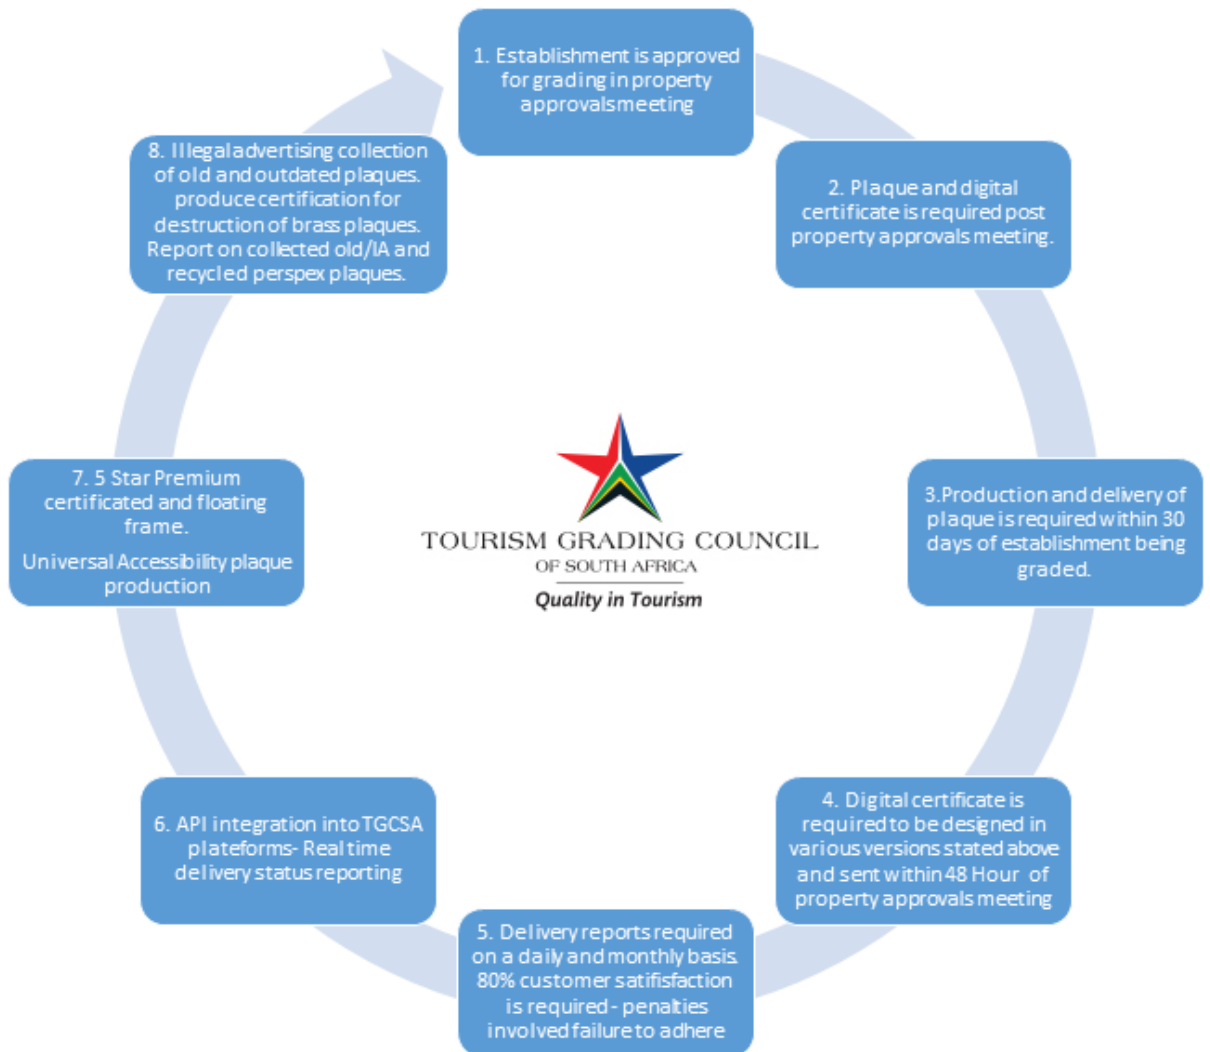 1. Establishment is approved
for grading in property
approvals meeting
2. Plaque and digital
certificate is required post
property approvals meeting.
3.Production and delivery of
plaque is required within 30
days of establishment being
graded.
4. Digital certificate is
required to be designed in
various versions stated above
and sent within 48 Hour of
property approvals meeting
5. Delivery reports required
on a daily and monthly basis.
80% customer satifisfaction
is required - penalties
involved failure to adhere
6. API integration into TGCSA
plateforms- Real time
delivery status reporting
7. 5 Star Premium
certificated and floating
frame.
Universal Accessibility plaque
production
8. Illegal advertising collection
of old and outdated plaques.
produce certification for
destruction of brass plaques.
Report on collected old/IA and
recycled perspex plaques.
TOURISM GRADING COUNCIL
OF SOUTH AFRICA
Quality in Tourism